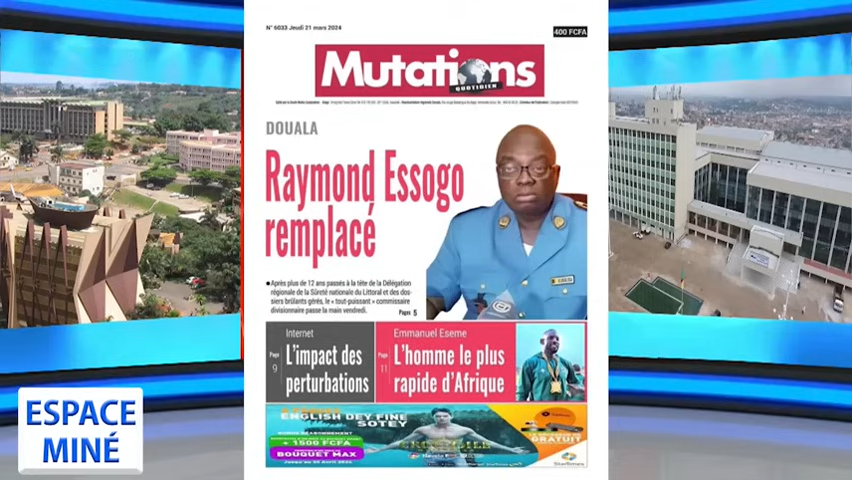 N° 6033 Jeudi 21 mars 2024
400 FCFA
Mutations
QUOTIDIEN
DOUALA
Raymond Essogo
remplacé
● Après plus de 12 ans passés à la tête de la Délégation
régionale de la Sûreté nationale du Littoral et des dos-
siers brûlants gérés, le « tout-puissant » commissaire
divisionnaire passe la main vendredi.
Pages 5
Internet
Page
9
L'impact des
perturbations
Emmanuel Eseme
Page
11
L'homme le plus
rapide d'Afrique
ENGLISH DEY FINE
SOTEY
+ 1500 FCFA
BOUQUET MAX
GRATUIT
StarTimes
ESPACE
MINÉ